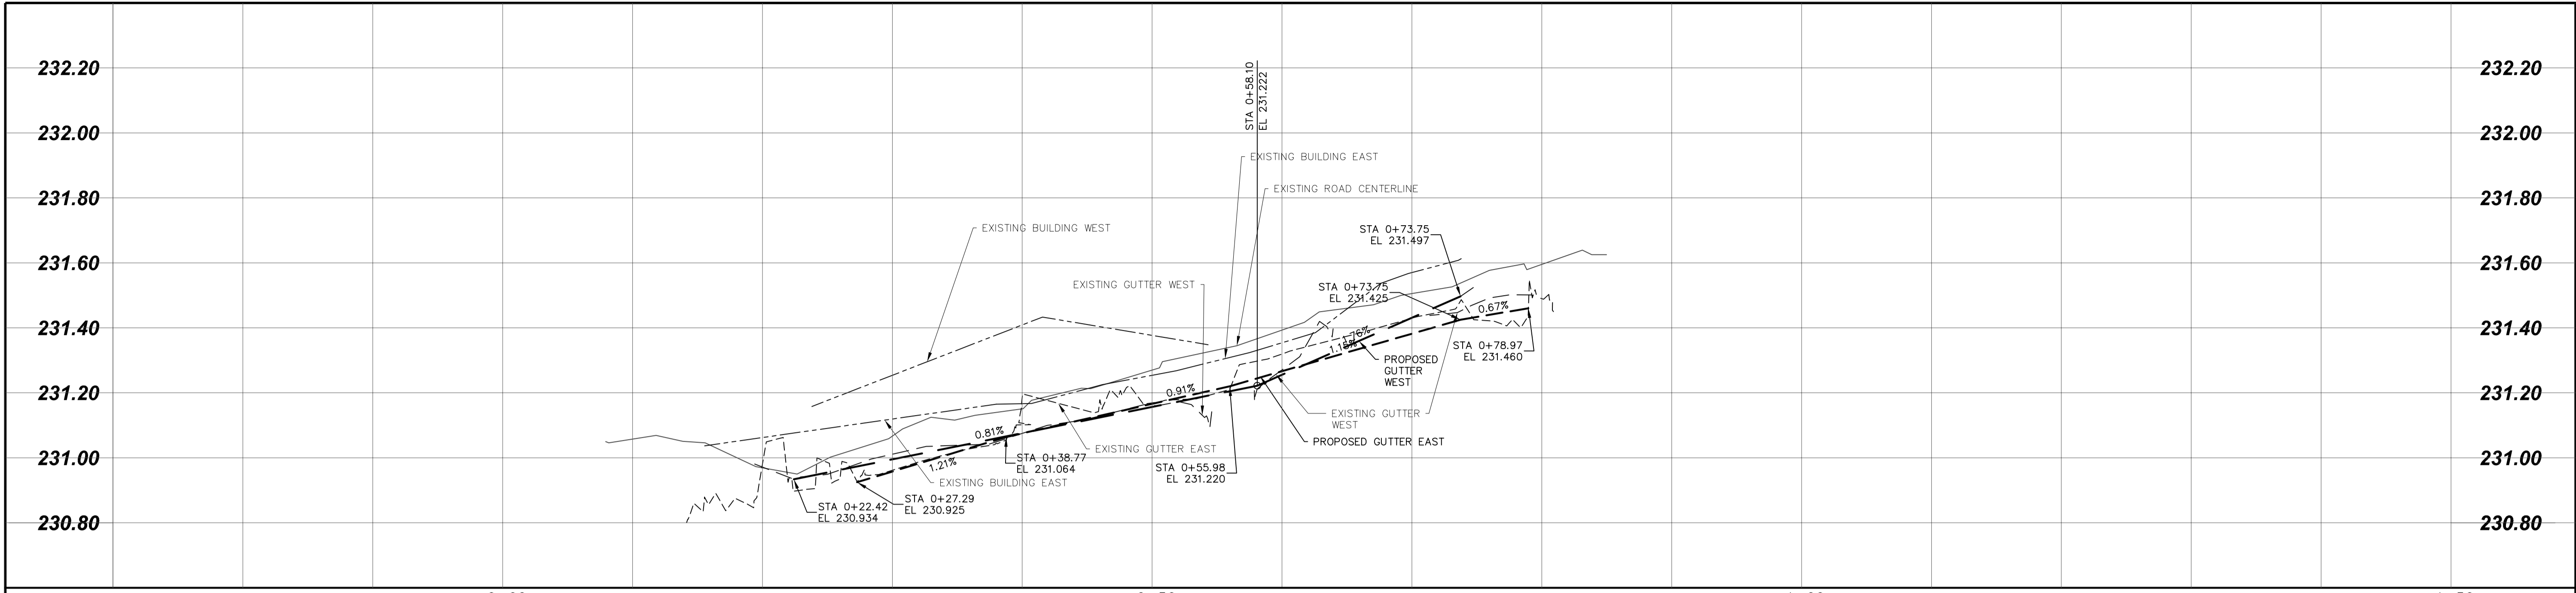 232.20
232.20
STA 0+58.10
EL 231.222
232.00
232.00
EXISTING BUILDING EAST
EXISTING ROAD CENTERLINE
231.80
231.80
EXISTING BUILDING WEST
STA 0+73.75
EL 231.497
231.60
231.60
EXISTING GUTTER WEST
STA 0+73.75
EL 231.425
0.67%
231.40
231.40
1.76%
1.15%
STA 0+78.97
EL 231.460
PROPOSED
GUTTER
WEST
231.20
231.20
0.91%
EXISTING GUTTER
WEST
0.81%
PROPOSED GUTTER EAST
EXISTING GUTTER EAST
231.00
231.00
1.21%
STA 0+38.77
EL 231.064
STA 0+55.98
EL 231.220
EXISTING BUILDING EAST
STA 0+22.42
EL 230.934
STA 0+27.29
EL 230.925
230.80
230.80